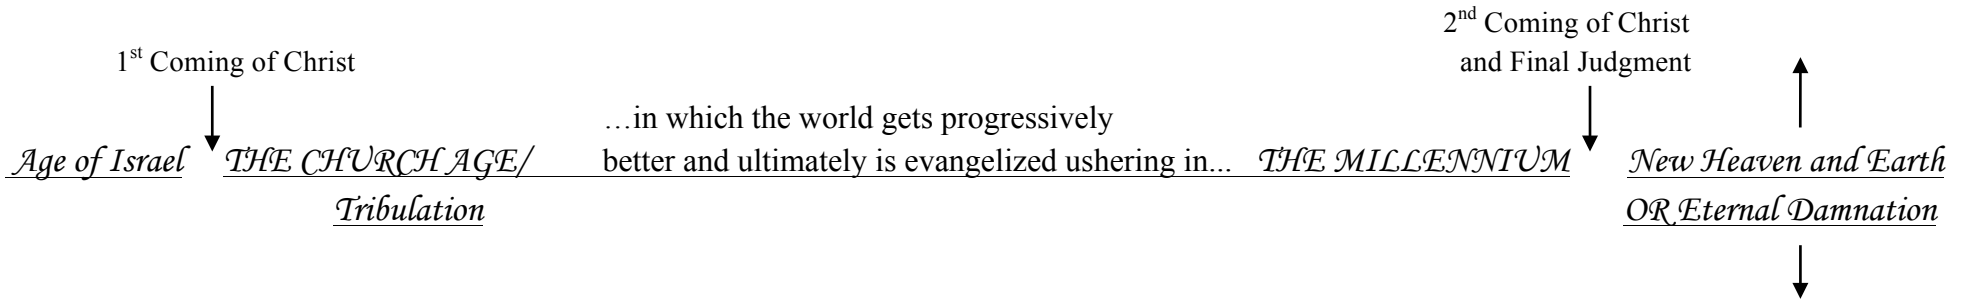 2nd Coming of Christ
1st Coming of Christ
and Final Judgment
…in which the world gets progressively
Age of Israel THE CHURCH AGE/ better and ultimately is evangelized ushering in... THE MILLENNIUM New Heaven and Earth
Tribulation OR Eternal Damnation